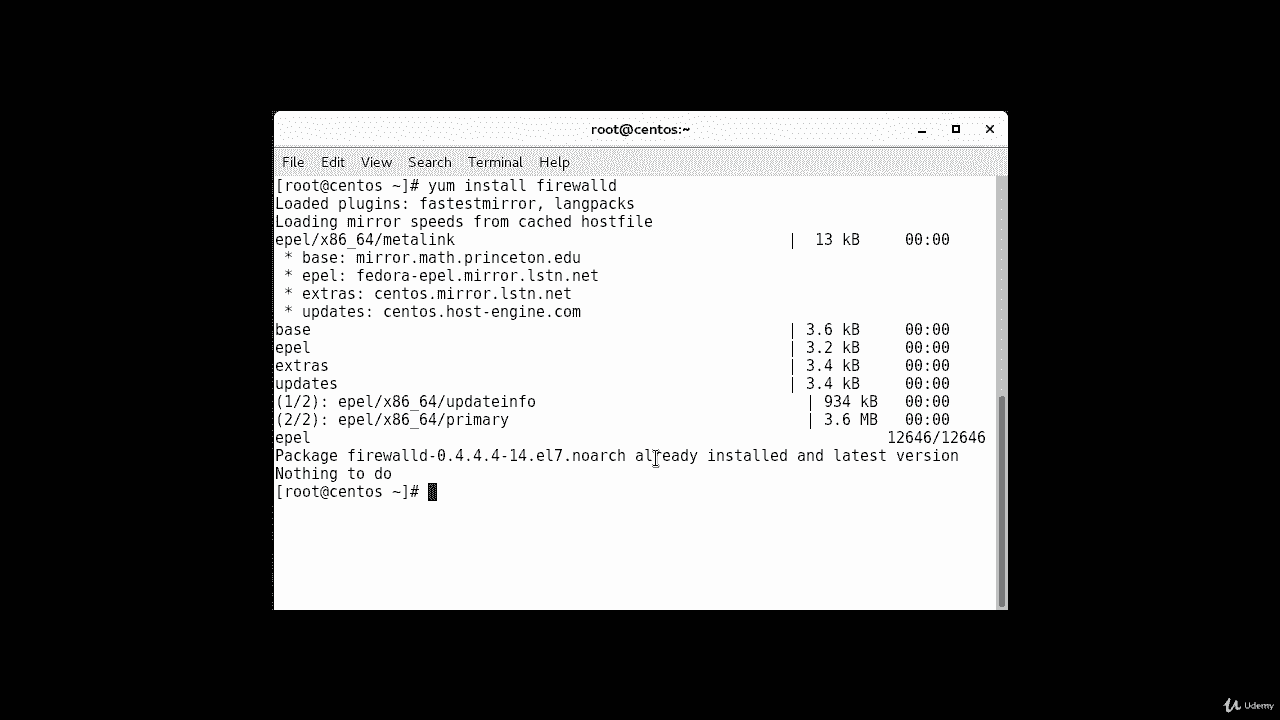 root@centos:~
File Edit View Search Terminal Help
[root@centos ~]# yum install firewalld
Loaded plugins: fastestmirror, langpacks
Loading mirror speeds from cached hostfile
epel/x86_64/metalink | 13 kB 00:00
* base: mirror.math.princeton.edu
* epel: fedora-epel.mirror.lstn.net
* extras: centos.mirror.lstn.net
* updates: centos.host-engine.com
base | 3.6 kB 00:00
epel | 3.2 kB 00:00
extras | 3.4 kB 00:00
updates | 3.4 kB 00:00
(1/2): epel/x86_64/updateinfo | 934 kB 00:00
(2/2): epel/x86_64/primary | 3.6 MB 00:00
epel 12646/12646
Package firewalld-0.4.4.4-14.el7.noarch already installed and latest version
Nothing to do
[root@centos ~]#
Udemy